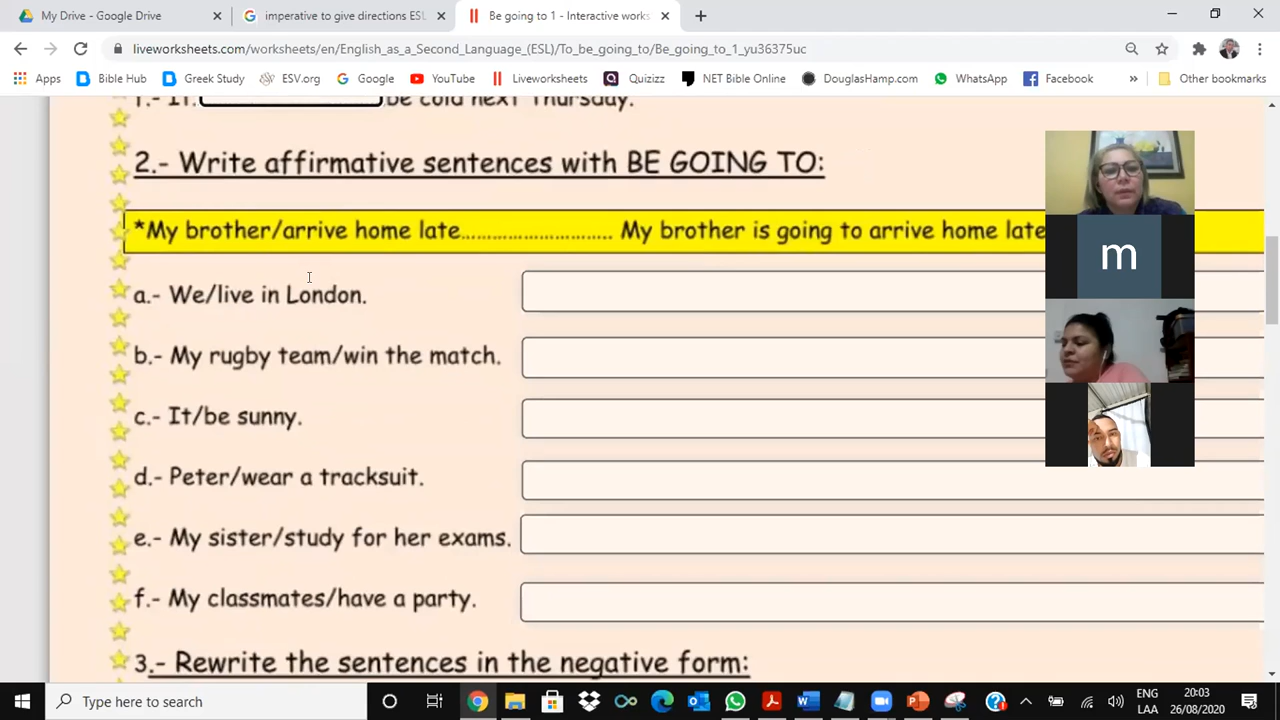 My Drive - Google Drive
imperative to give directions ESL
Be going to 1 - Interactive works
liveworksheets.com/worksheets/en/English_as_a_Second_Language_(ESL)/To_be_going_to/Be_going_to_1_yu36375uc
Apps
Bible Hub
Greek Study
ESV.org
Google
YouTube
Liveworksheets
Quizizz
NET Bible Online
DouglasHamp.com
WhatsApp
Facebook
»
Other bookmarks
f.- It be cold next Thursday.
2.- Write affirmative sentences with BE GOING TO:
*My brother/arrive home late……………………….. My brother is going to arrive home late
a.- We/live in London.
b.- My rugby team/win the match.
c.- It/be sunny.
d.- Peter/wear a tracksuit.
e.- My sister/study for her exams.
f.- My classmates/have a party.
3.- Rewrite the sentences in the negative form:
m
Type here to search
ENG
LAA
20:03
26/08/2020